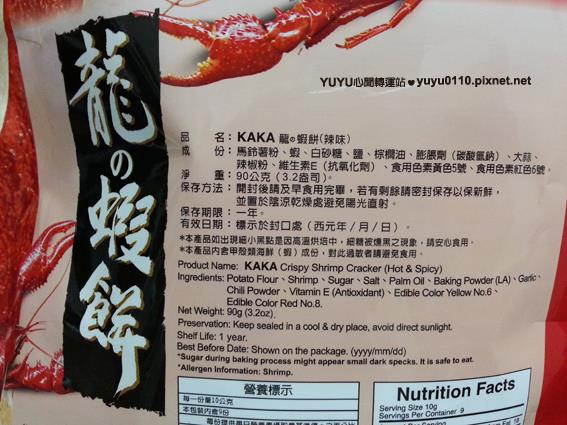 龍の蝦餅
YUYU心聞轉運站♥yuyu0110.pixnet.net
品　　名：KAKA 龍の蝦餅(辣味)
成　　份：馬鈴薯粉、蝦、白砂糖、鹽、棕櫚油、膨脹劑（碳酸氫鈉）、大蒜、
辣椒粉、維生素E（抗氧化劑）、食用色素黃色5號、食用色素紅色6號。
淨　　重：90公克（3.2盎司）。
保存方法：開封後請及早食用完畢，若有剩餘請密封保存以保新鮮，
並置於陰涼乾燥處避免陽光直射。
保存期限：一年。
有效日期：標示於封口處（西元年/月/日）。
*本產品如出現細小黑點是因高溫烘培中，細糖被燻黑之現象，請安心食用。
*本產品內含甲殼類海鮮（蝦）成份，對此過敏者請避免食用。
Product Name: KAKA Crispy Shrimp Cracker (Hot & Spicy)
Ingredients: Potato Flour、Shrimp、Sugar、Salt、Palm Oil、Baking Powder (LA)、Garlic、
Chili Powder、Vitamin E (Antioxidant)、Edible Color Yellow No.6、
Edible Color Red No.8.
Net Weight: 90g (3.2oz).
Preservation: Keep sealed in a cool & dry place, avoid direct sunlight.
Shelf Life: 1 year.
Best Before Date: Shown on the package. (yyyy/mm/dd)
*Sugar during baking process might appear small dark specks. It is safe to eat.
*Allergen Information: Shrimp.
營養標示
每一份量10公克
本包裝內含9份
Nutrition Facts
Serving Size 10g
Servings Per Container 9